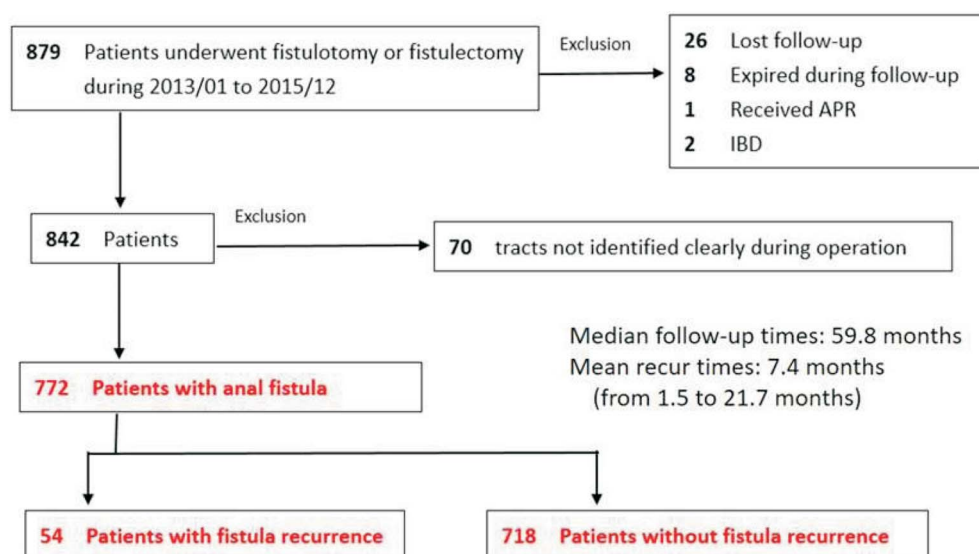 879 Patients underwent fistulotomy or fistulectomy
during 2013/01 to 2015/12
Exclusion
26 Lost follow-up
8 Expired during follow-up
1 Received APR
2 IBD
842 Patients
Exclusion
70 tracts not identified clearly during operation
Median follow-up times: 59.8 months
Mean recur times: 7.4 months
(from 1.5 to 21.7 months)
772 Patients with anal fistula
54 Patients with fistula recurrence
718 Patients without fistula recurrence